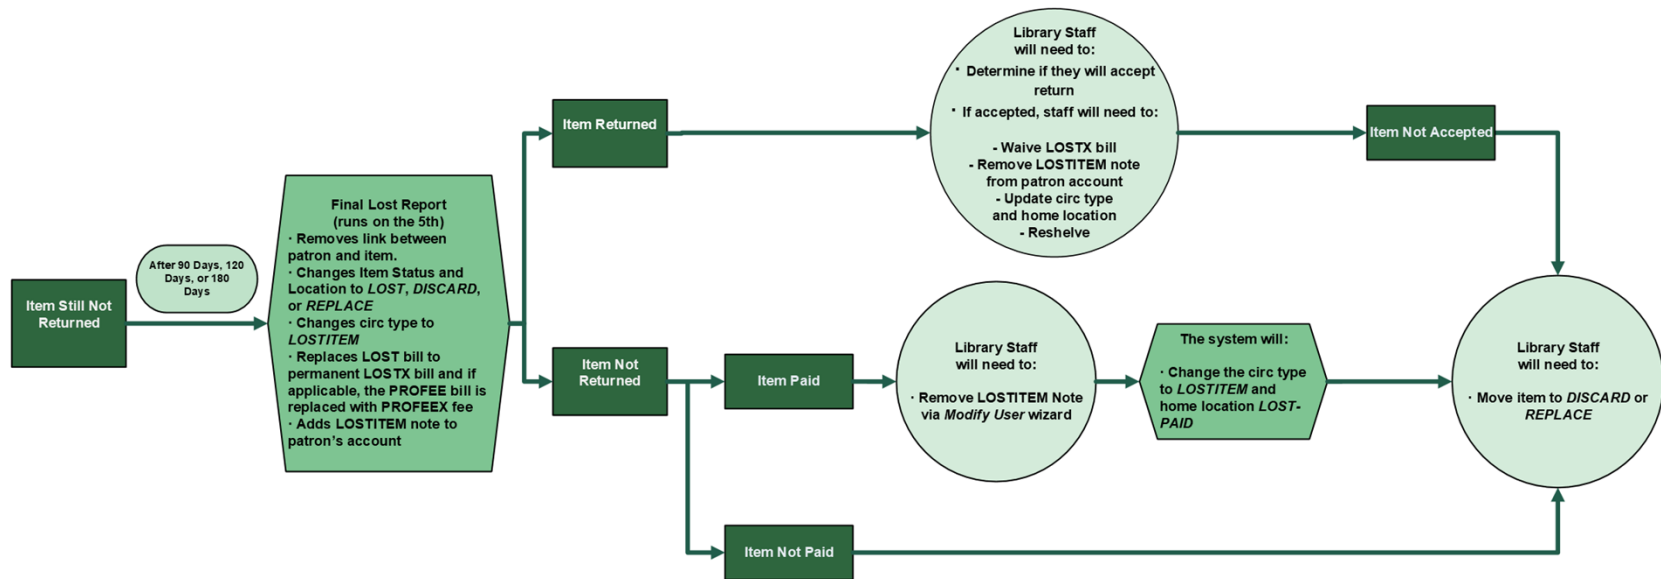 Item Still Not
Returned
After 90 Days, 120
Days, or 180
Days
Final Lost Report
(runs on the 5th)
· Removes link between
patron and item.
· Changes Item Status and
Location to LOST, DISCARD,
or REPLACE
· Changes circ type to
LOSTITEM
· Replaces LOST bill to
permanent LOSTX bill and if
applicable, the PROFEE bill is
replaced with PROFEEX fee
· Adds LOSTITEM note to
patron's account
Item Returned
Library Staff
will need to:
· Determine if they will accept
return
· If accepted, staff will need to:
- Waive LOSTX bill
- Remove LOSTITEM note
from patron account
- Update circ type
and home location
- Reshelve
Item Not Accepted
Item Not
Returned
Item Paid
Library Staff
will need to:
· Remove LOSTITEM Note
via Modify User wizard
The system will:
· Change the circ type
to LOSTITEM and
home location LOST-
PAID
Library Staff
will need to:
· Move item to DISCARD or
REPLACE
Item Not Paid